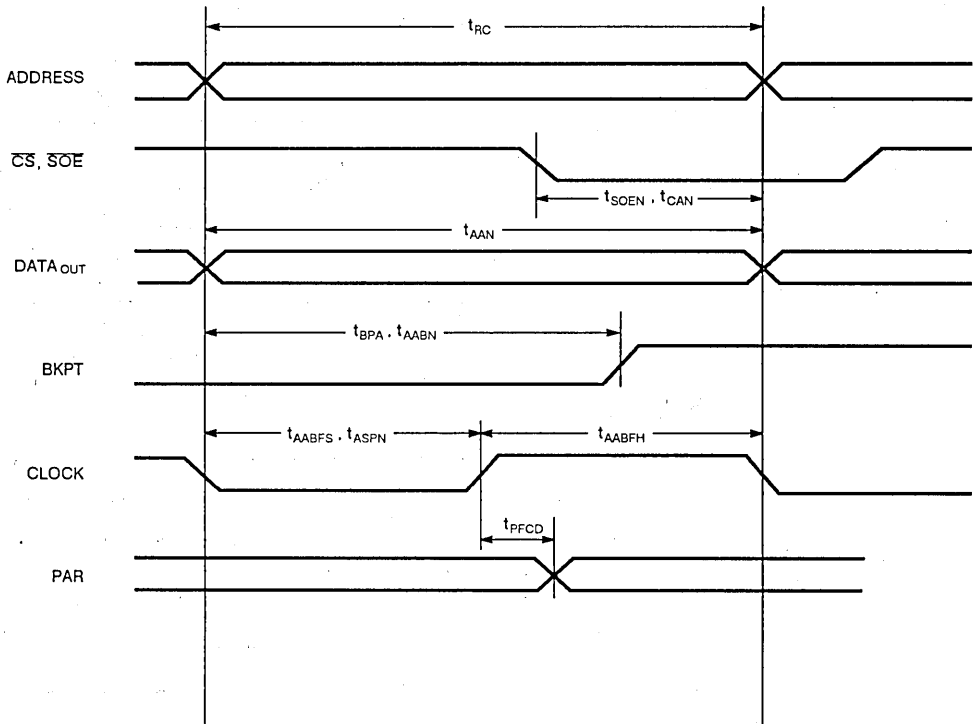 tRC
ADDRESS
CS, SOE
tSOEN , tCAN
tAAN
DATA OUT
tBPA , tAABN
BKPT
tAABFS , tASPN
tAABFH
CLOCK
tPFCD
PAR